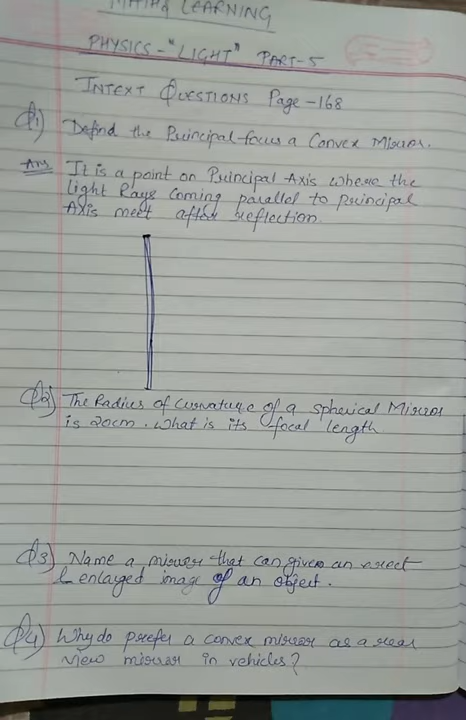 MATHS LEARNING
PHYSICS - "LIGHT" PART-5
INTEXT QUESTIONS Page -168
Q1) Defind the Principal focus a Convex Mirror.
Ans It is a point on Principal Axis where the
Light Rays Coming parallel to principal
Axis meet after reflection.
Q2) The Radius of Curvature of a spherical Mirror
is 20cm. What is its focal length
Q3) Name a mirror that can given an erect
& enlarged image of an object.
Q4) Why do prefer a convex mirror as a rear
view mirror in vehicles?